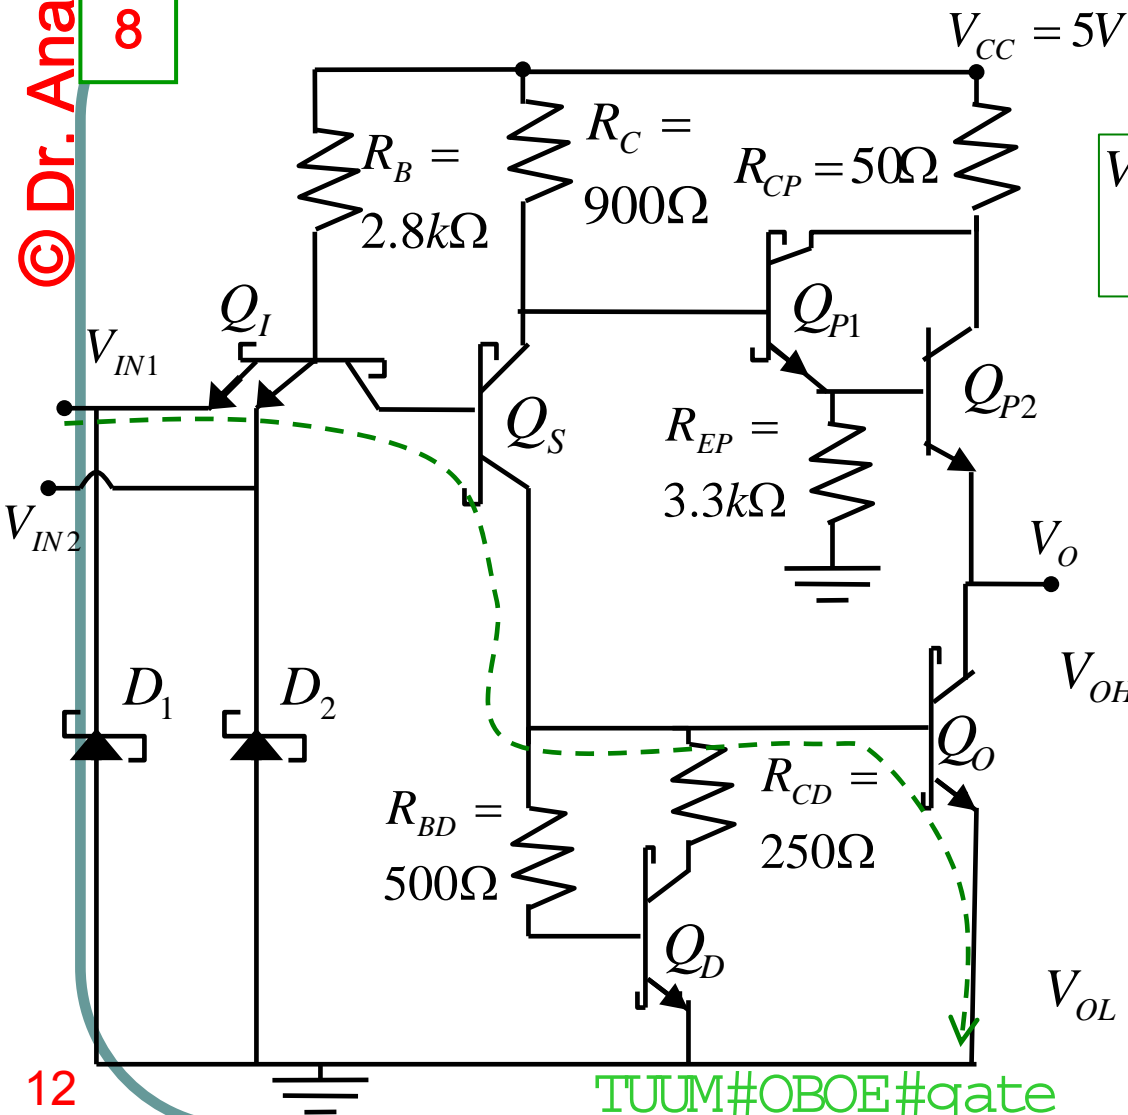 © Dr. Ana
8
V_CC = 5V
R_B =
2.8kΩ
R_C =
900Ω
R_CP = 50Ω
V
Q_I
Q_P1
V_IN1
Q_S
Q_P2
R_EP =
3.3kΩ
V_IN2
V_O
D_1
D_2
V_OH
Q_O
R_BD =
500Ω
R_CD =
250Ω
Q_D
V_OL
12
TUUM#OBOE#gate